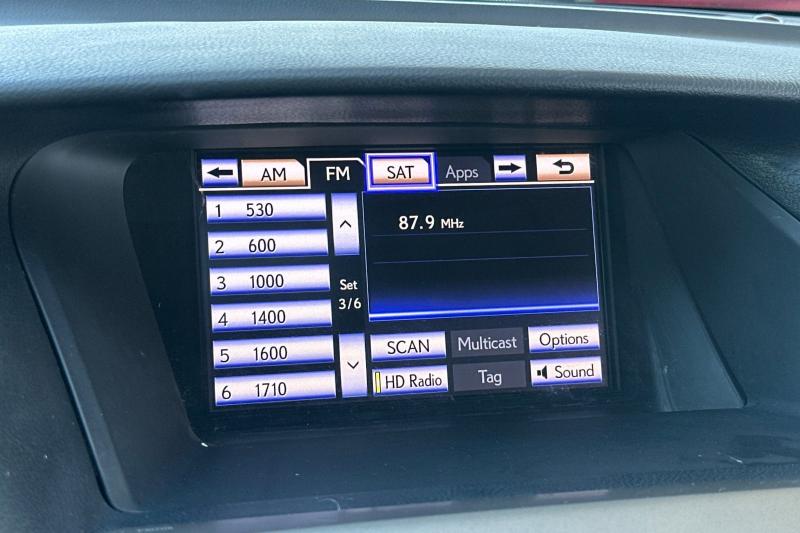 AM FM SAT Apps
1 530
2 600
3 1000
4 1400
5 1600
6 1710
Set
3/6
87.9 MHz
SCAN Multicast Options
HD Radio Tag Sound